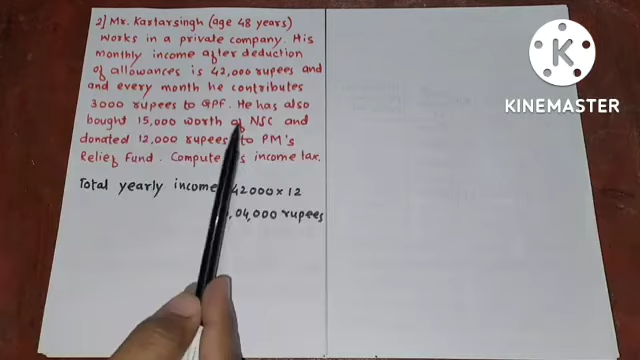 2] Mr. Kartarsingh (age 48 years)
works in a private company. His
monthly income after deduction
of allowances is 42,000 rupees and
and every month he contributes
3000 rupees to GPF. He has also
bought 15,000 worth of NSC and
donated 12,000 rupees to PM's
Relief Fund. Compute income tax.
Total yearly income 42000 × 12
,04,000 rupees
K
KINEMASTER